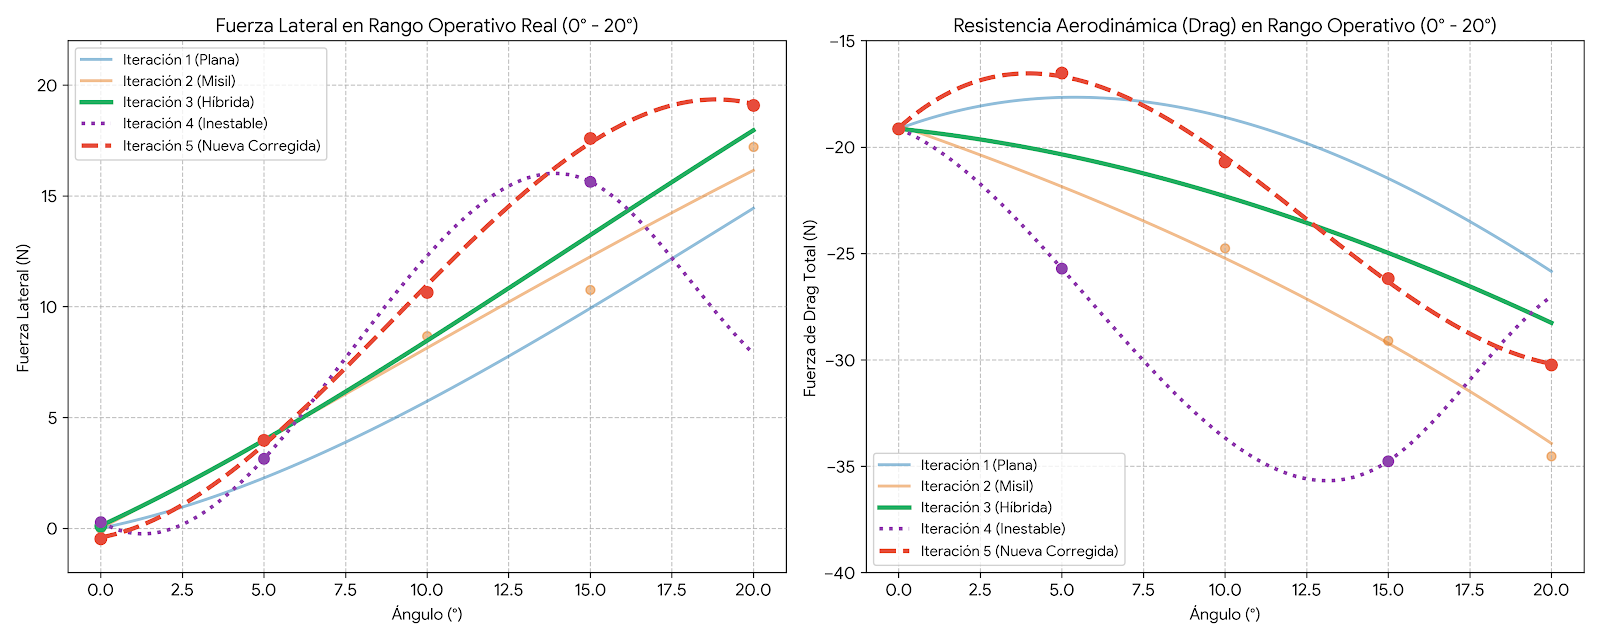 Fuerza Lateral en Rango Operativo Real (0° - 20°)
Iteración 1 (Plana)
Iteración 2 (Misil)
Iteración 3 (Híbrida)
Iteración 4 (Inestable)
Iteración 5 (Nueva Corregida)
Fuerza Lateral (N)
20
15
10
5
0
0.0 2.5 5.0 7.5 10.0 12.5 15.0 17.5 20.0
Ángulo (°)
Resistencia Aerodinámica (Drag) en Rango Operativo (0° - 20°)
Fuerza de Drag Total (N)
−15
−20
−25
−30
−35
−40
Iteración 1 (Plana)
Iteración 2 (Misil)
Iteración 3 (Híbrida)
Iteración 4 (Inestable)
Iteración 5 (Nueva Corregida)
0.0 2.5 5.0 7.5 10.0 12.5 15.0 17.5 20.0
Ángulo (°)